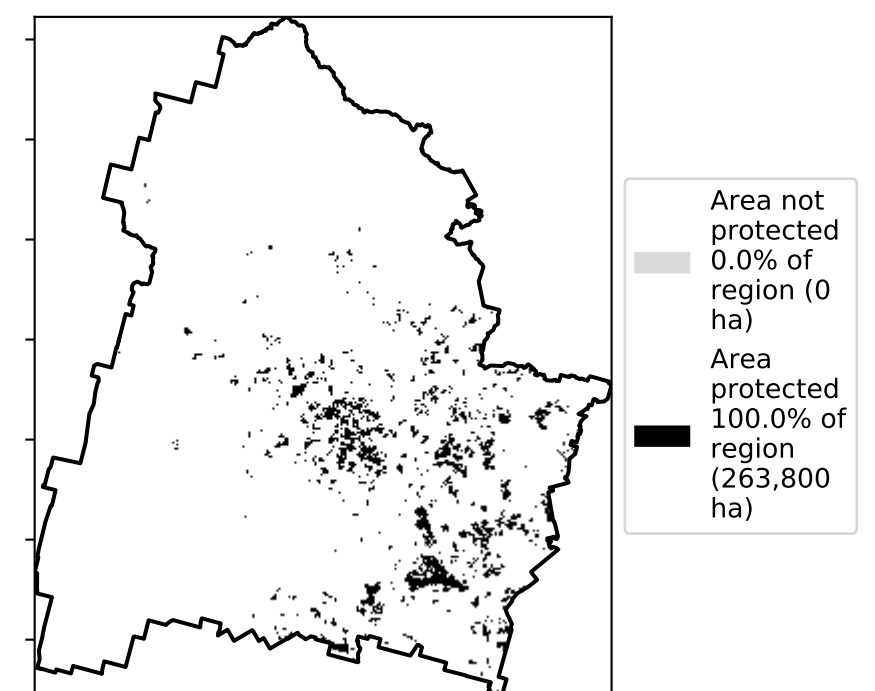 Area not
protected
0.0% of
region (0
ha)
Area
protected
100.0% of
region
(263,800
ha)